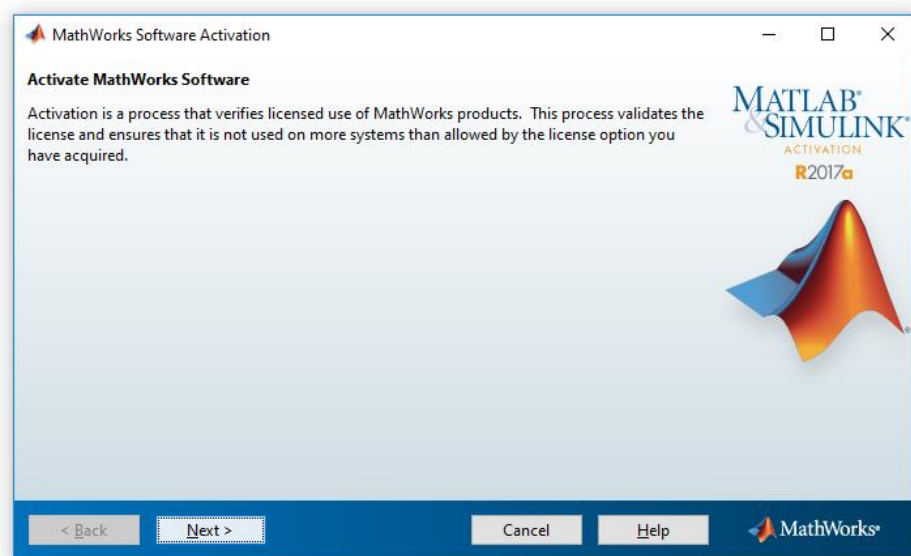 MathWorks Software Activation
Activate MathWorks Software
Activation is a process that verifies licensed use of MathWorks products. This process validates the
license and ensures that it is not used on more systems than allowed by the license option you
have acquired.
MATLAB®
&SIMULINK®
ACTIVATION
R2017a
®
< Back
Next >
Cancel
Help
MathWorks®